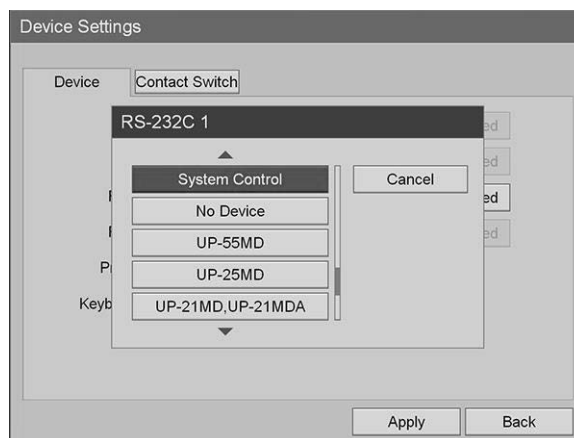 Device Settings
Device
Contact Switch
RS-232C 1
System Control
Cancel
No Device
UP-55MD
UP-25MD
UP-21MD,UP-21MDA
Apply
Back